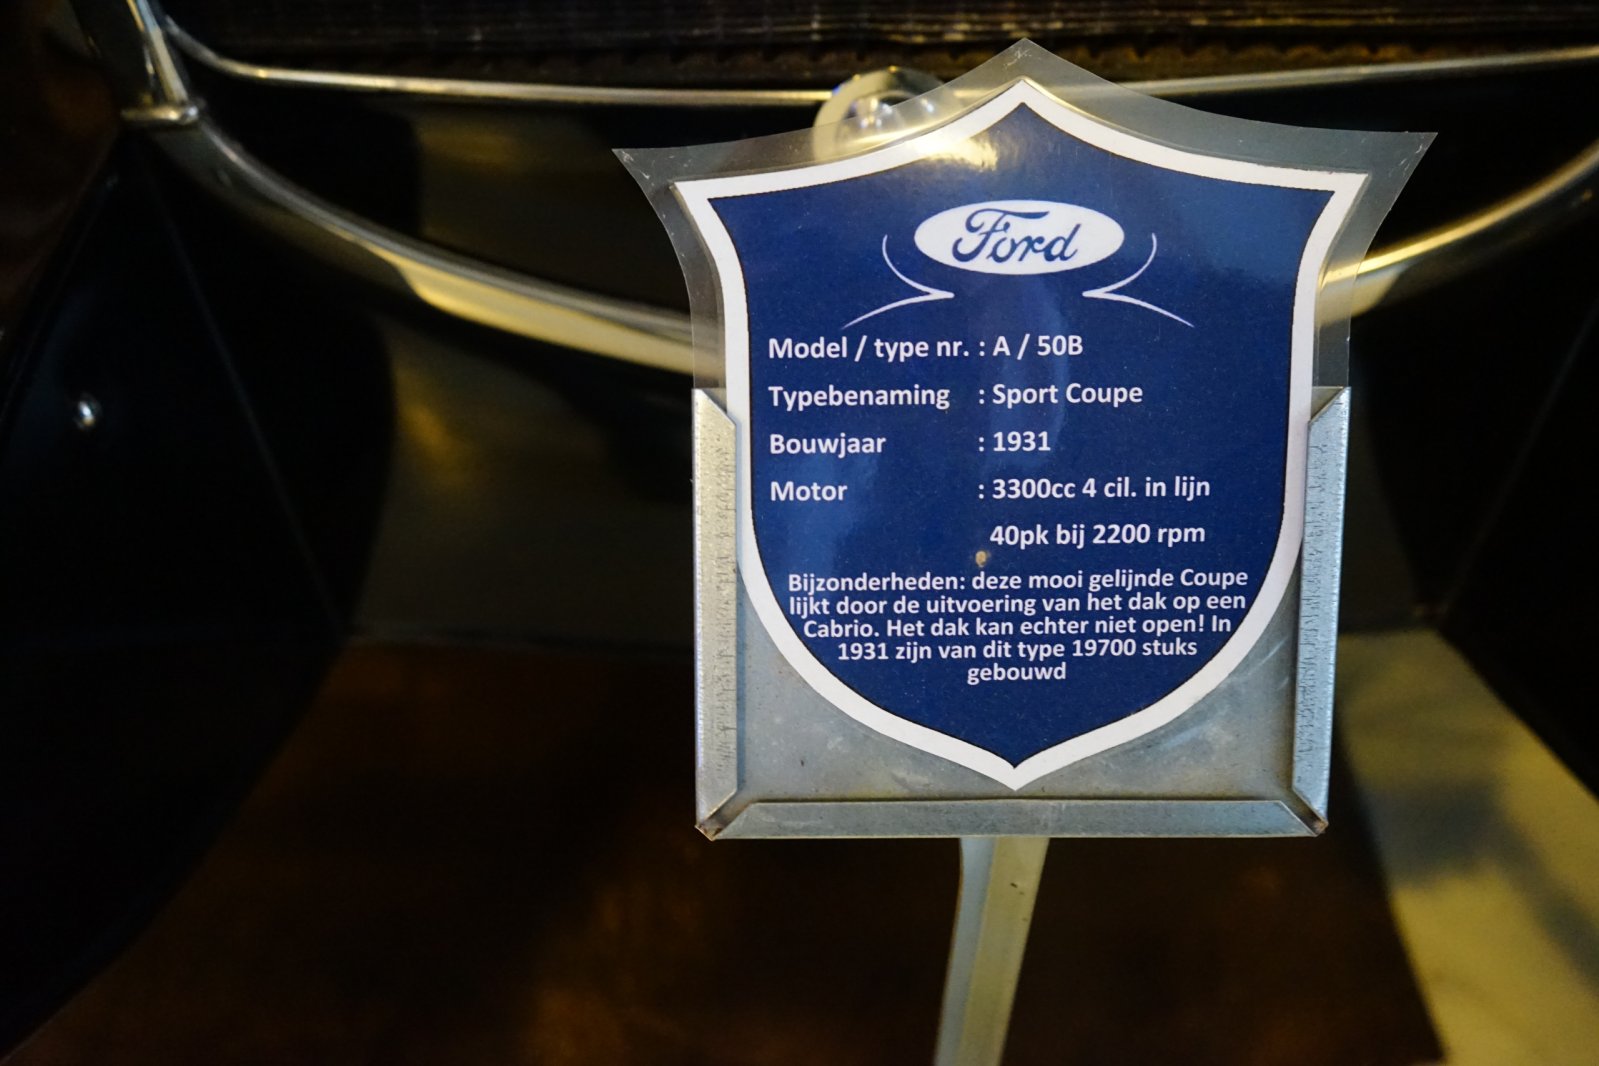 Ford
Model / type nr. : A / 50B
Typebenaming : Sport Coupe
Bouwjaar : 1931
Motor : 3300cc 4 cil. in lijn
40pk bij 2200 rpm
Bijzonderheden: deze mooi gelijnde Coupe
lijkt door de uitvoering van het dak op een
Cabrio. Het dak kan echter niet open! In
1931 zijn van dit type 19700 stuks
gebouwd